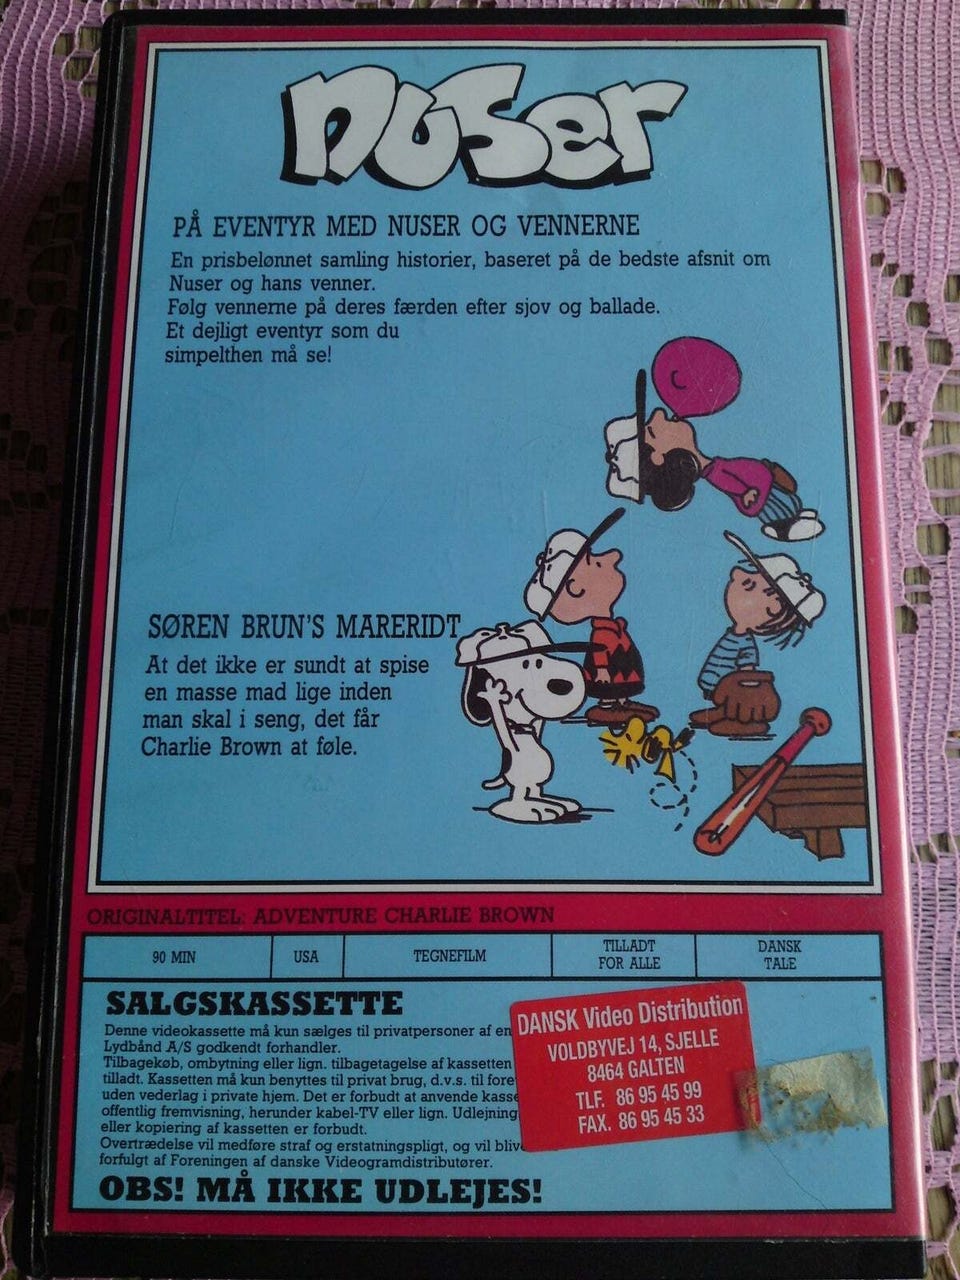 nuser
PÅ EVENTYR MED NUSER OG VENNERNE
En prisbelønnet samling historier, baseret på de bedste afsnit om
Nuser og hans venner.
Følg vennerne på deres færden efter sjov og ballade.
Et dejligt eventyr som du
simpelthen må se!
SØREN BRUN'S MARERIDT
At det ikke er sundt at spise
en masse mad lige inden
man skal i seng, det får
Charlie Brown at føle.
ORIGINALTITEL: ADVENTURE CHARLIE BROWN
90 MIN
USA
TEGNEFILM
TILLADT
FOR ALLE
DANSK
TALE
SALGSKASSETTE
Denne videokassette må kun sælges til privatpersoner af en
Lydbånd A/S godkendt forhandler.
Tilbagekøb, ombytning eller lign. tilbagetagelse af kassetten
tilladt. Kassetten må kun benyttes til privat brug, d.v.s. til fore
uden vederlag i private hjem. Det er forbudt at anvende kasse
offentlig fremvisning, herunder kabel-TV eller lign. Udlejning
eller kopiering af kassetten er forbudt.
Overtrædelse vil medføre straf og erstatningspligt, og vil blive
forfulgt af Foreningen af danske Videogramdistributører.
OBS! MÅ IKKE UDLEJES!
DANSK Video Distribution
VOLDBYVEJ 14, SJELLE
8464 GALTEN
TLF. 86 95 45 99
FAX. 86 95 45 33